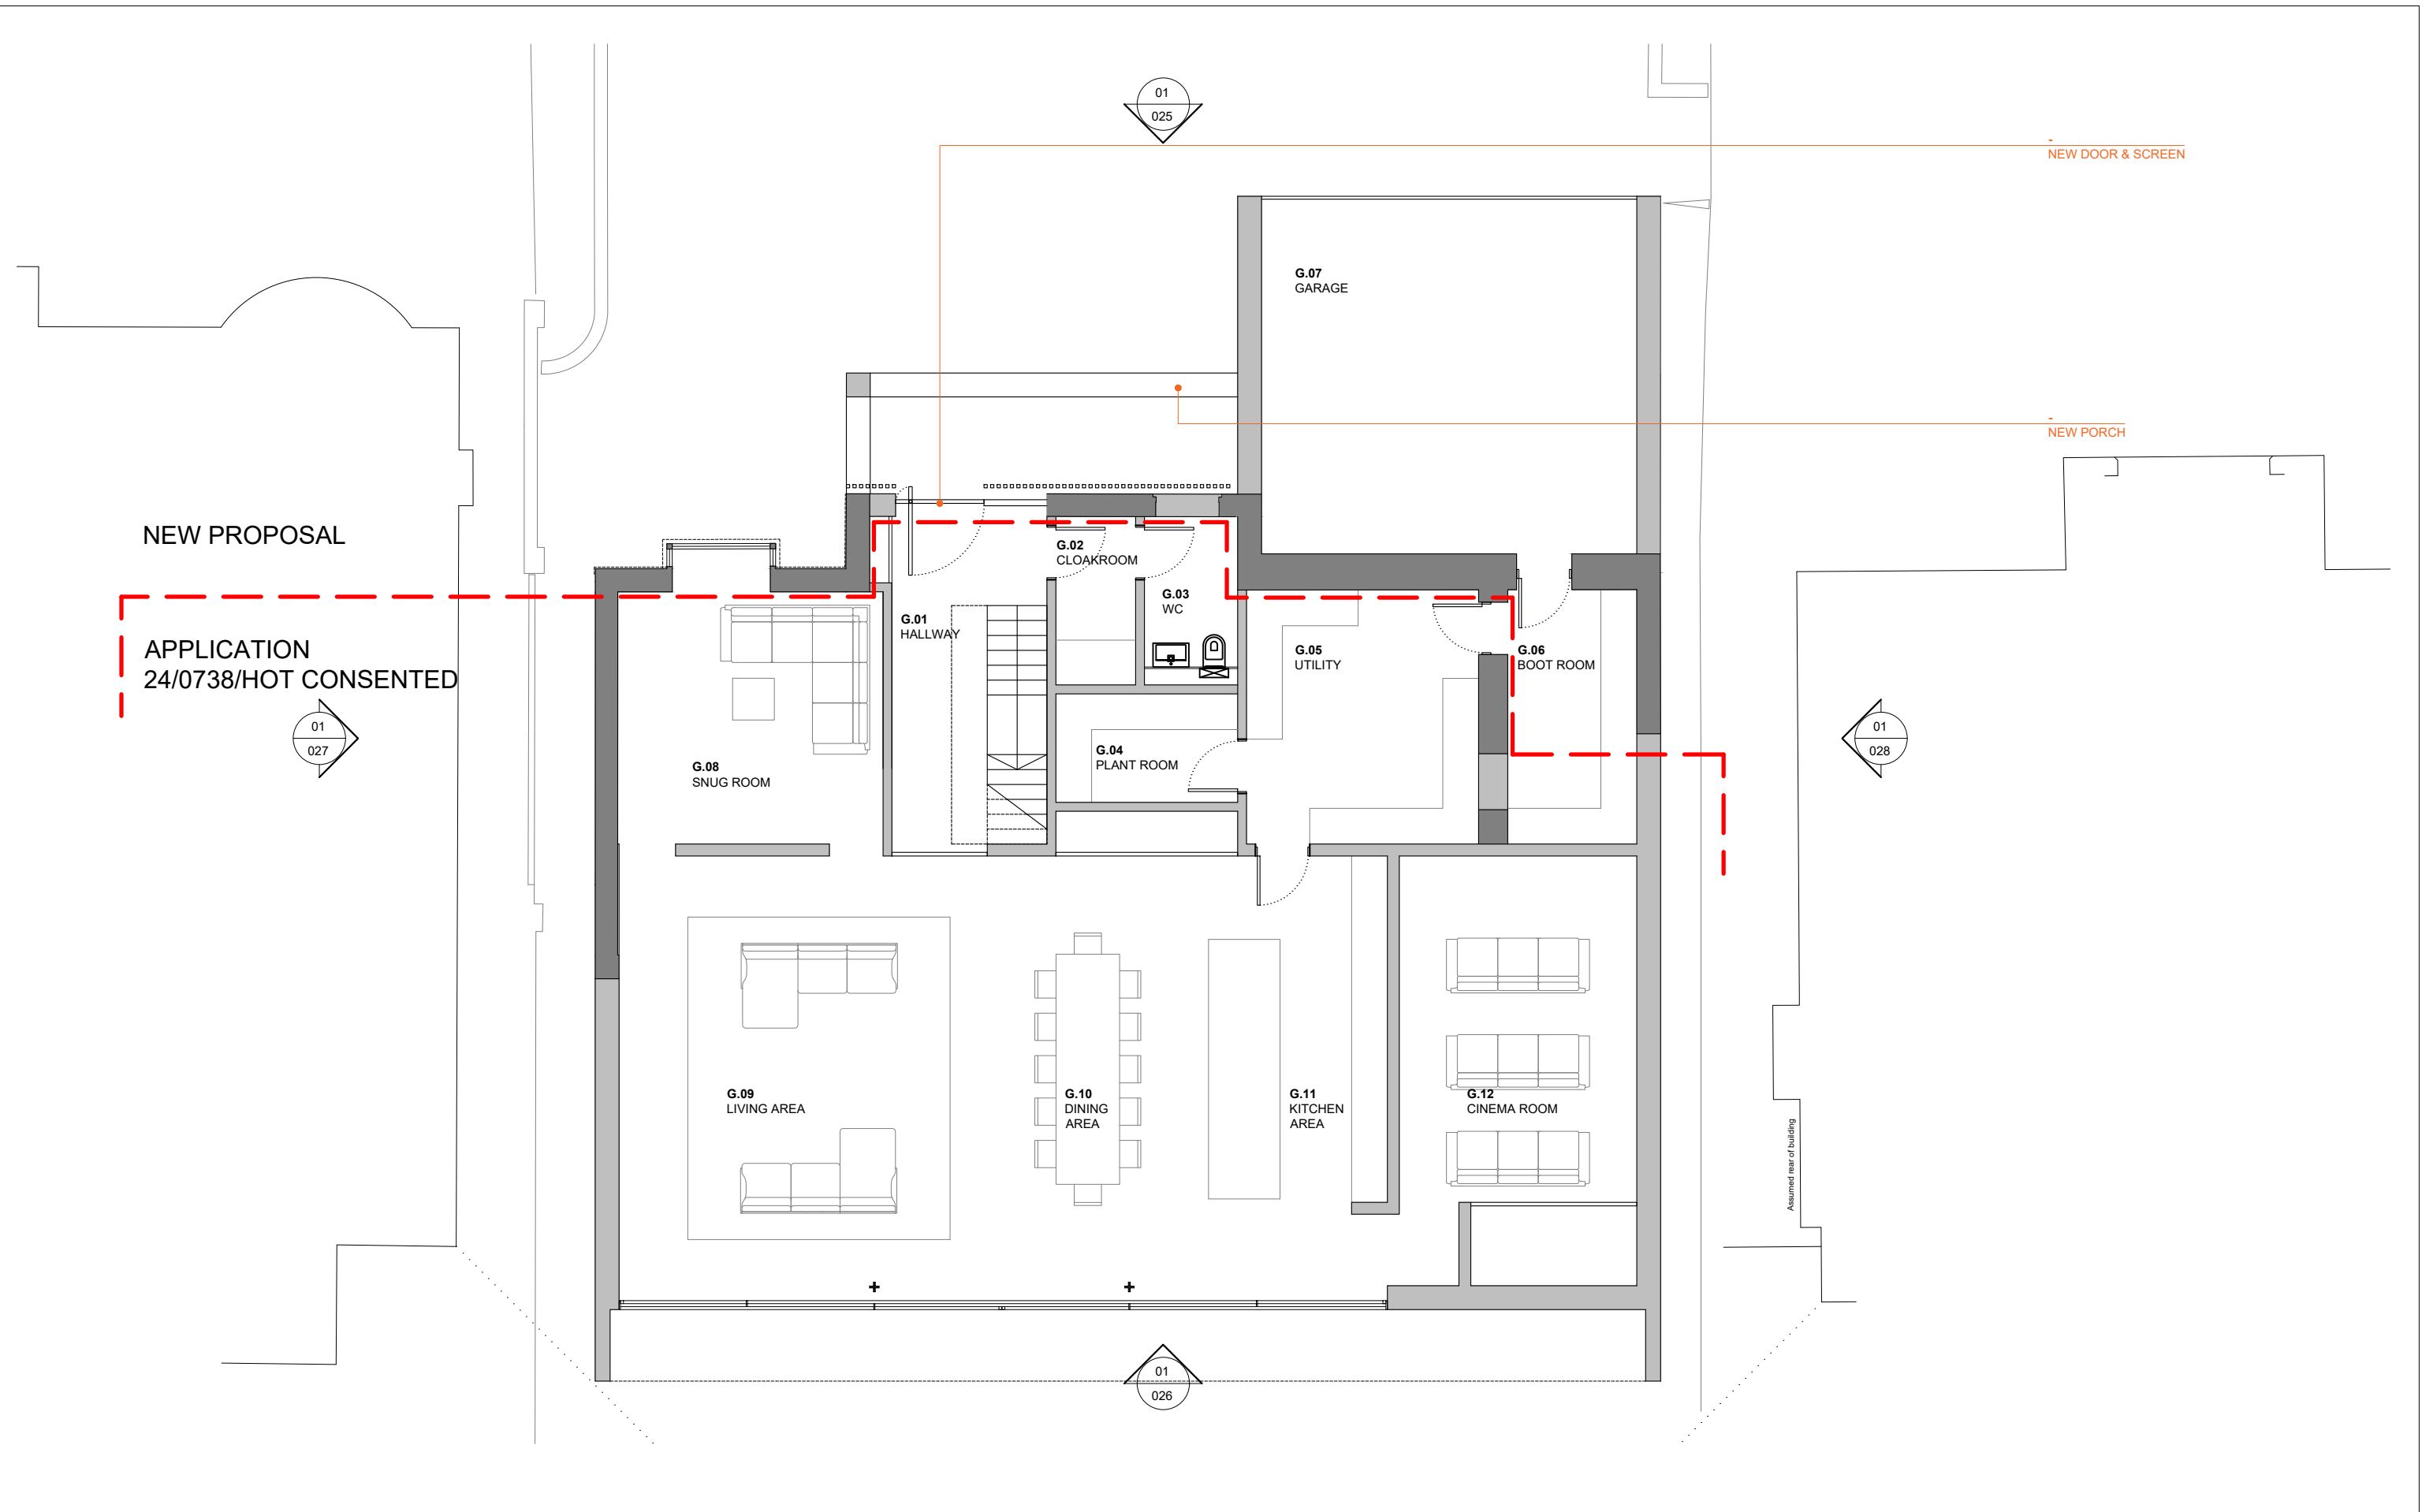 01
025
-
NEW DOOR & SCREEN
G.07
GARAGE
-
NEW PORCH
NEW PROPOSAL
G.02
CLOAKROOM
G.03
WC
G.01
HALLWAY
G.05
UTILITY
G.06
BOOT ROOM
APPLICATION
24/0738/HOT CONSENTED
01
027
G.04
PLANT ROOM
01
028
G.08
SNUG ROOM
G.09
LIVING AREA
G.10
DINING
AREA
G.11
KITCHEN
AREA
G.12
CINEMA ROOM
Assumed rear of building
01
026